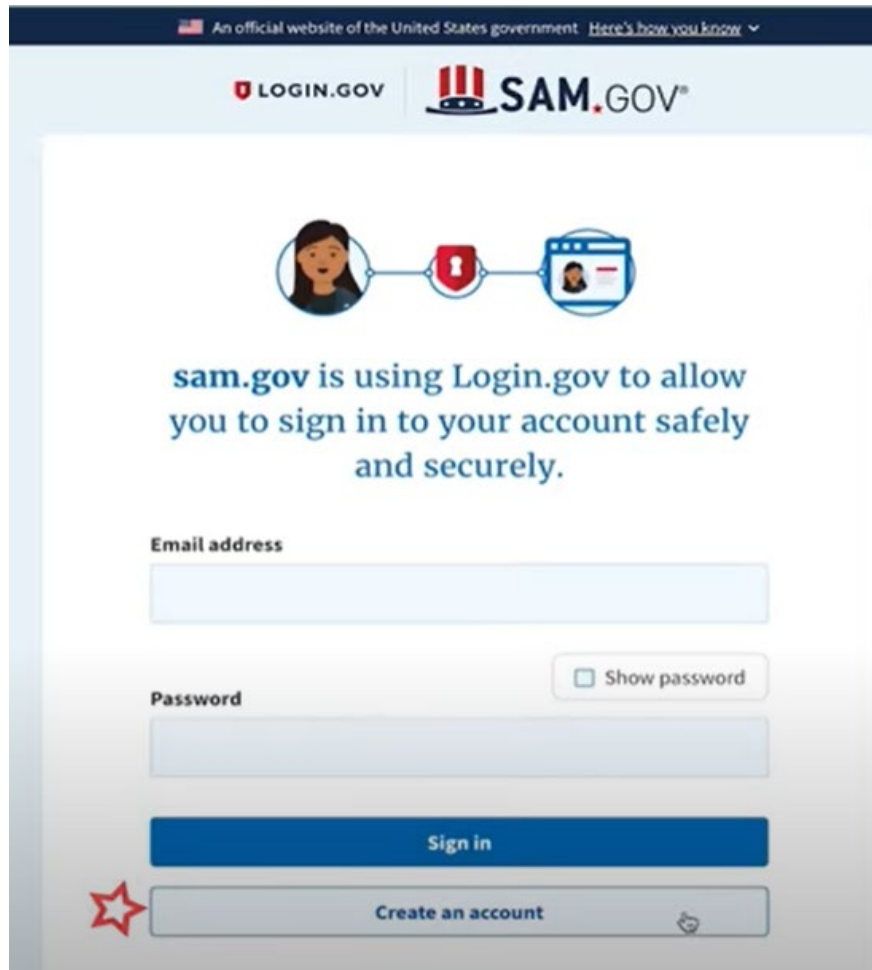 An official website of the United States government Here's how you know
LOGIN.GOV
SAM.GOV®
sam.gov is using Login.gov to allow
you to sign in to your account safely
and securely.
Email address
Show password
Password
Sign in
Create an account